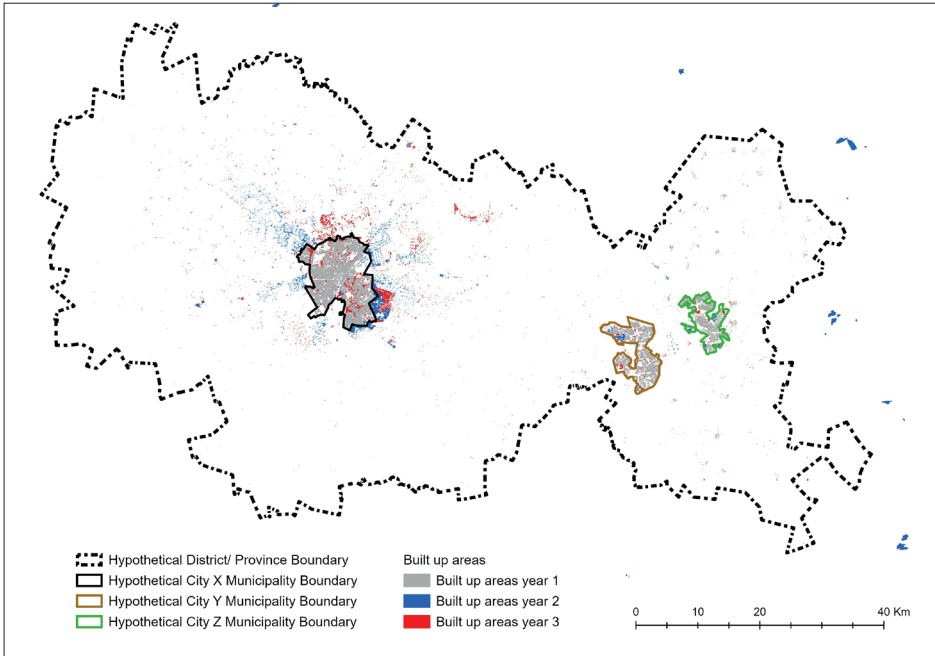 Hypothetical District/ Province Boundary
Hypothetical City X Municipality Boundary
Hypothetical City Y Municipality Boundary
Hypothetical City Z Municipality Boundary
Built up areas
Built up areas year 1
Built up areas year 2
Built up areas year 3
0 10 20 40 Km